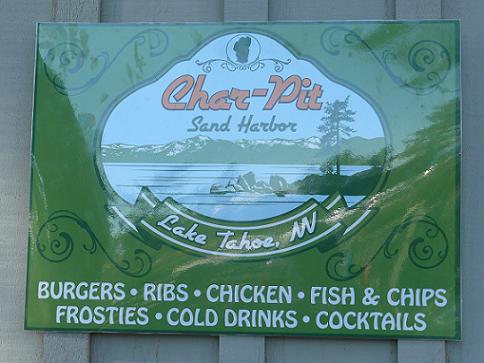 Char-Pit
Sand Harbor
Lake Tahoe, NV
BURGERS • RIBS • CHICKEN • FISH & CHIPS
FROSTIES • COLD DRINKS • COCKTAILS